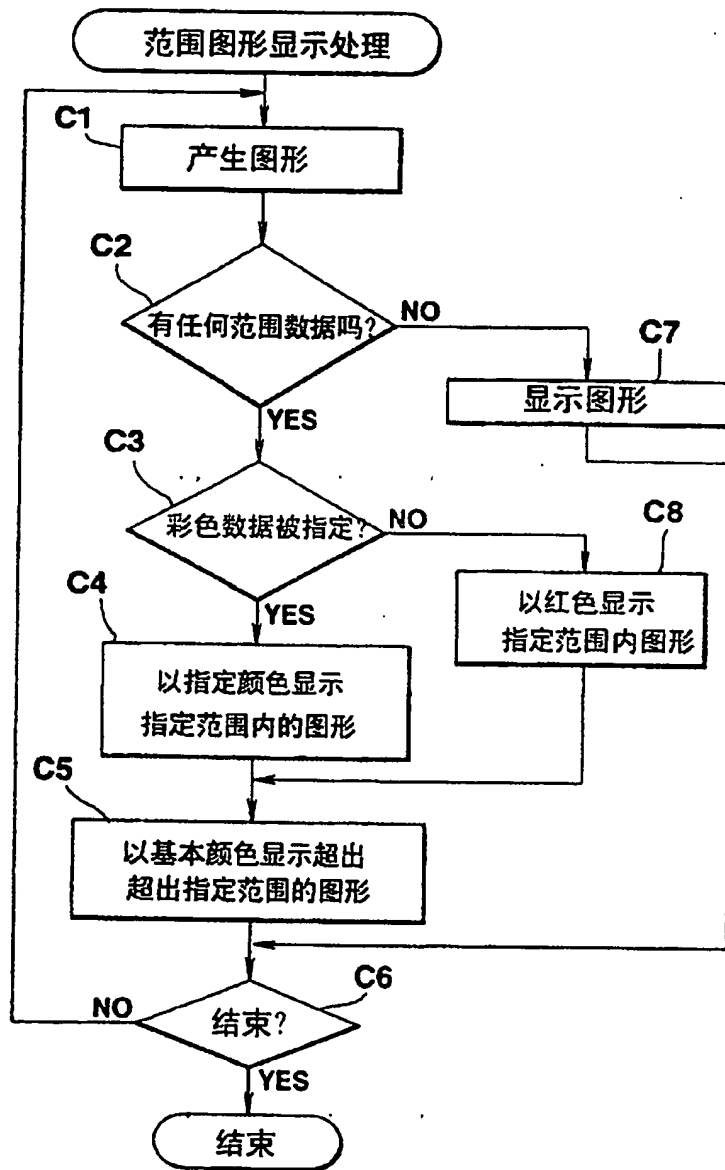 范围图形显示处理
C1
产生图形
C2
有任何范围数据吗?
NO
C7
显示图形
YES
C3
彩色数据被指定?
NO
C8
以红色显示
指定范围内图形
YES
C4
以指定颜色显示
指定范围内的图形
C5
以基本颜色显示超出
超出指定范围的图形
C6
NO
结束?
YES
结束